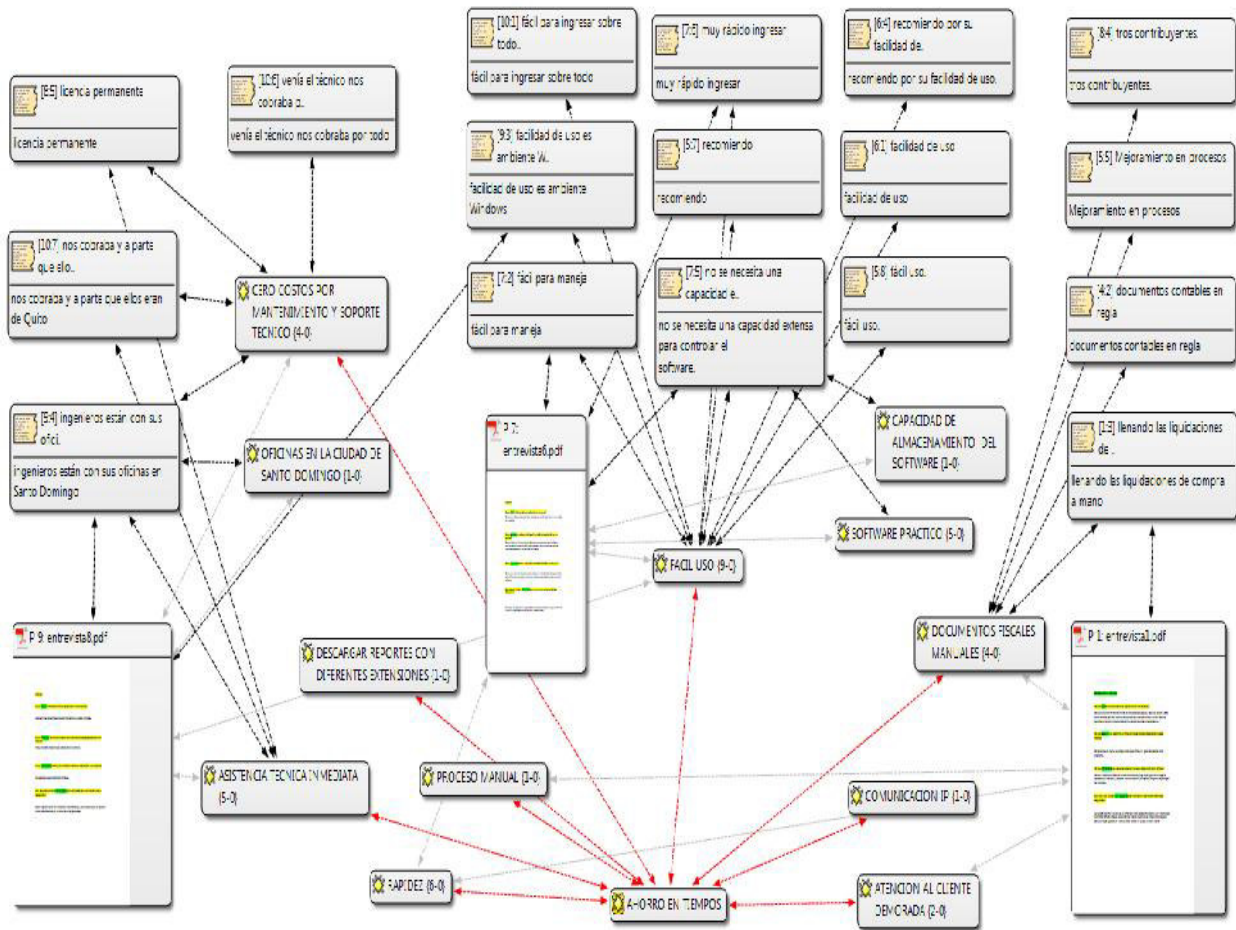 [8:5] licencia permanente
licencia permanente
[10:6] venía el técnico nos
cobraba p..
venía el técnico nos cobraba por todo
[10:1] fácil para ingresar sobre
todo..
fácil para ingresar sobre todo
[7:6] muy rápido ingresar
muy rápido ingresar
[6:4] recomiendo por su
facilidad de..
recomiendo por su facilidad de uso.
[8:4] tros contribuyentes.
tros contribuyentes.
[9:3] facilidad de uso es
ambiente W..
facilidad de uso es ambiente
Windows
[5:7] recomiendo
recomiendo
[6:1] facilidad de uso
facilidad de uso
[5:5] Mejoramiento en procesos
Mejoramiento en procesos
[10:7] nos cobraba y a parte
que ello..
nos cobraba y a parte que ellos eran
de Quito
CERO COSTOS POR
MANTENIMIENTO Y SOPORTE
TECNICO {4-0}
[7:2] fácil para maneja
fácil para maneja
[7:5] no se necesita una
capacidad e..
no se necesita una capacidad extensa
para controlar el
software.
[5:8] fácil uso.
fácil uso.
[4:2] documentos contables en
regla
documentos contables en regla
[9:4] ingenieros están con sus
ofici..
ingenieros están con sus oficinas en
Santo Domingo
OFICINAS EN LA CIUDAD DE
SANTO DOMINGO {1-0}
P 7:
entrevista6.pdf
CAPACIDAD DE
ALMACENAMIENTO DEL
SOFTWARE {1-0}
[1:3] llenando las liquidaciones
de ..
llenando las liquidaciones de compra
a mano
SOFTWARE PRACTICO {5-0}
FACIL USO {9-0}
P 9: entrevista8.pdf
DESCARGAR REPORTES CON
DIFERENTES EXTENSIONES {1-0}
DOCUMENTOS FISCALES
MANUALES {4-0}
P 1: entrevista1.pdf
ASISTENCIA TECNICA INMEDIATA
{5-0}
PROCESO MANUAL {1-0}
COMUNICACION IP {1-0}
RAPIDEZ {6-0}
AHORRO EN TIEMPOS
ATENCION AL CLIENTE
DEMORADA {2-0}